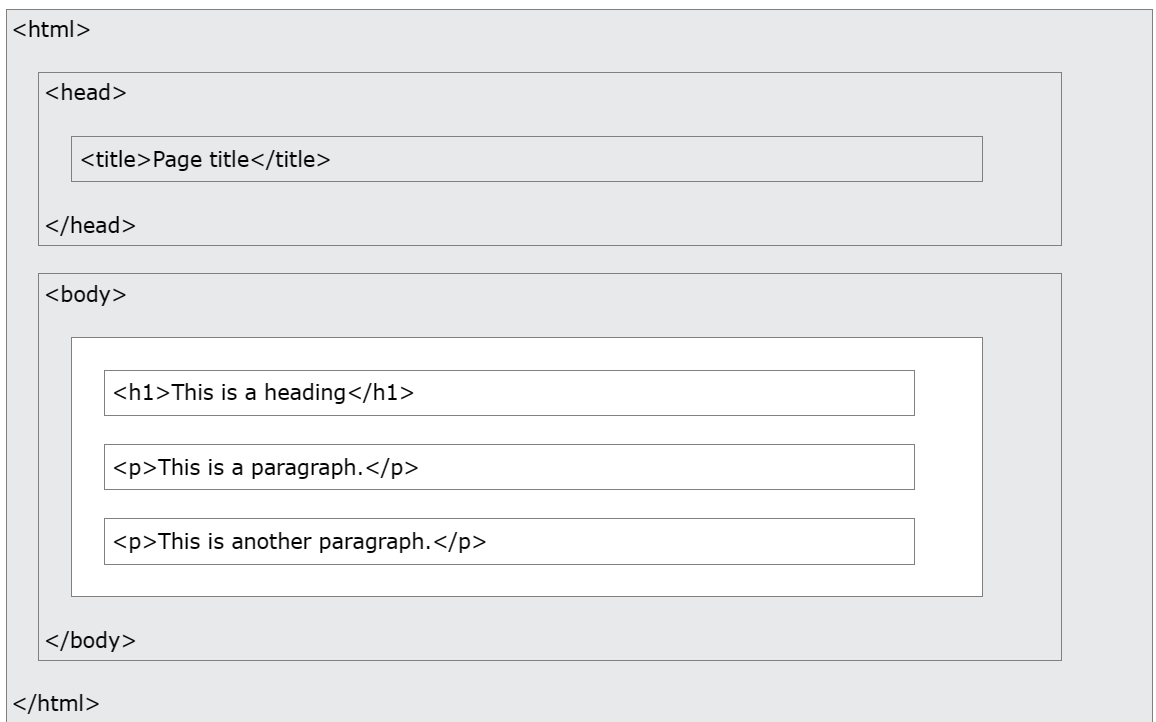 <html>
<head>
<title>Page title</title>
</head>
<body>
<h1>This is a heading</h1>
<p>This is a paragraph.</p>
<p>This is another paragraph.</p>
</body>
</html>